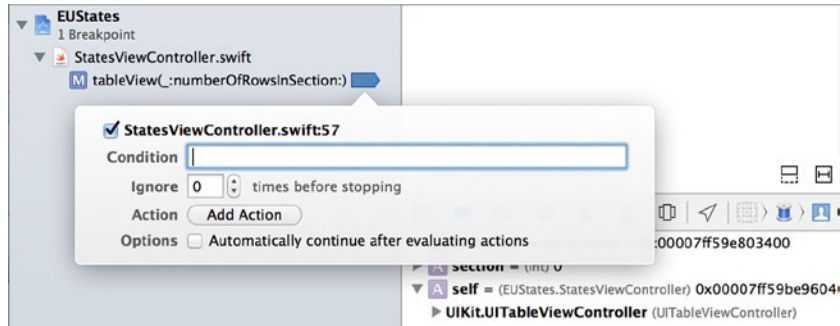 EUStates
1 Breakpoint
StatesViewController.swift
M tableView(_:numberOfRowsInSection:)
StatesViewController.swift:57
Condition
Ignore 0 times before stopping
Action Add Action
Options Automatically continue after evaluating actions
:00007ff59e803400
A section = (Int) 0
A self = (EUStates.StatesViewController) 0x00007ff59be9604
UIKit.UITableViewController (UITableViewController)